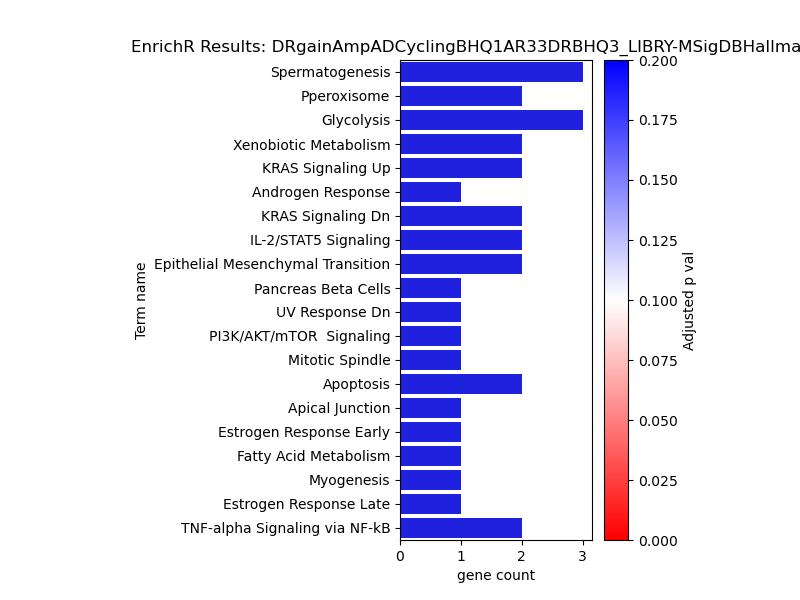 EnrichR Results: DRgainAmpADCyclingBHQ1AR33DRBHQ3_LIBRY-MSigDBHallma
Spermatogenesis
Pperoxisome
Glycolysis
Xenobiotic Metabolism
KRAS Signaling Up
Androgen Response
KRAS Signaling Dn
IL-2/STAT5 Signaling
Epithelial Mesenchymal Transition
Pancreas Beta Cells
UV Response Dn
PI3K/AKT/mTOR  Signaling
Mitotic Spindle
Apoptosis
Apical Junction
Estrogen Response Early
Fatty Acid Metabolism
Myogenesis
Estrogen Response Late
TNF-alpha Signaling via NF-kB
Term name
0 1 2 3
gene count
0.200
0.175
0.150
0.125
0.100
0.075
0.050
0.025
0.000
Adjusted p val